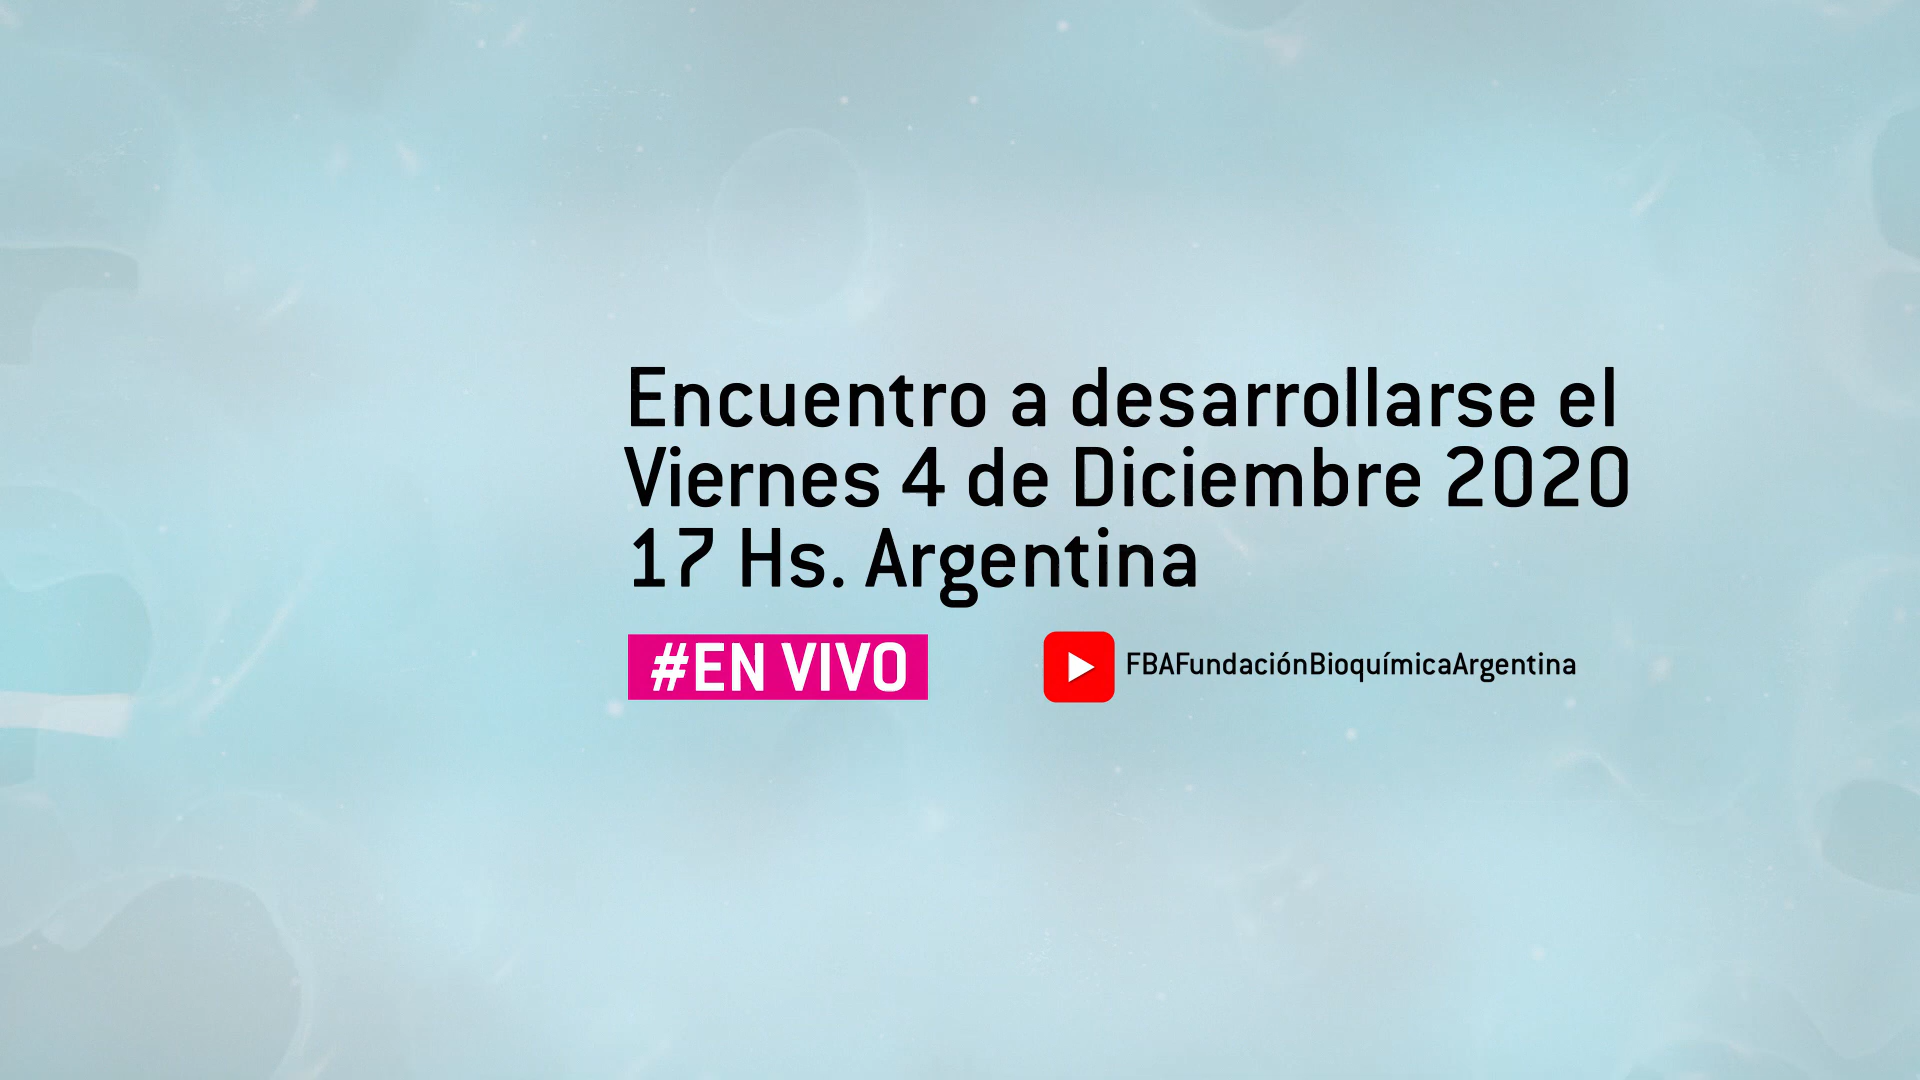 Encuentro a desarrollarse el
Viernes 4 de Diciembre 2020
17 Hs. Argentina
#EN VIVO
FBAFundaciónBioquímicaArgentina